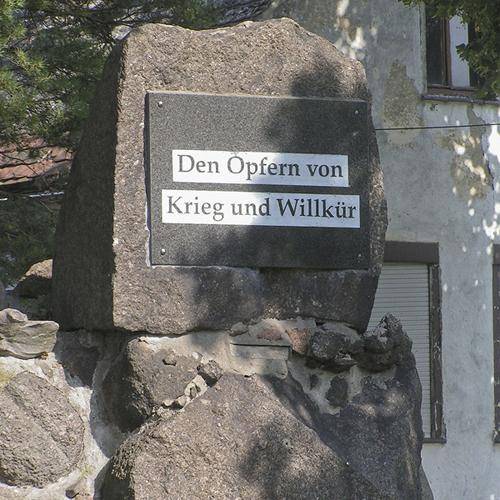 Den Opfern von
Krieg und Willkür